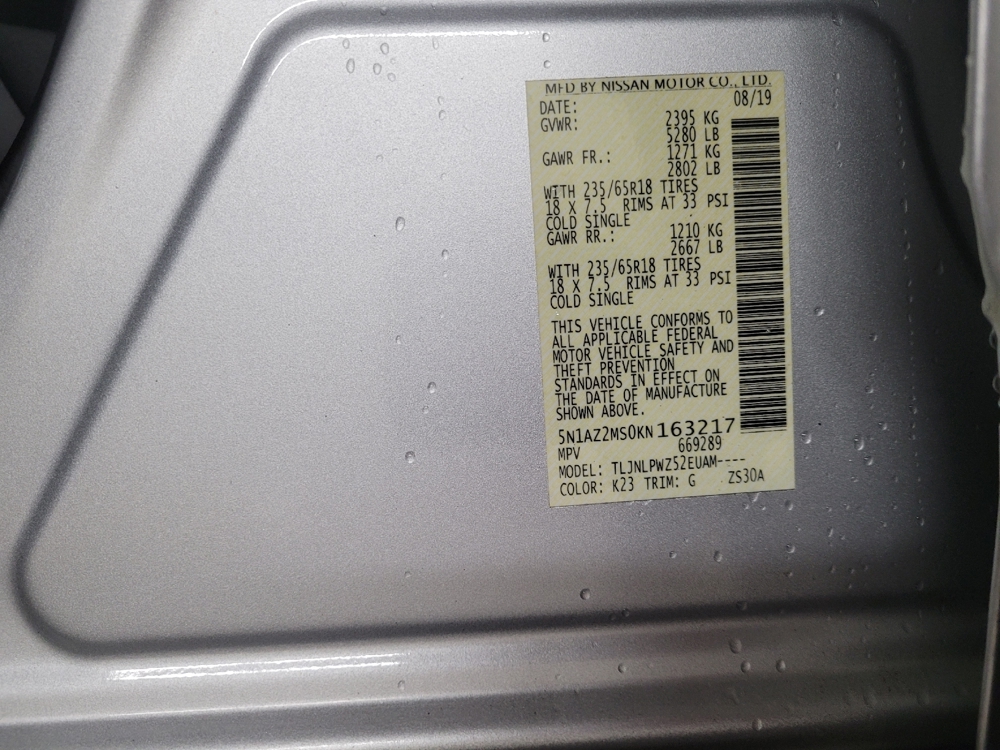 MFD BY NISSAN MOTOR CO., LTD.
DATE: 08/19
GVWR: 2395 KG
5280 LB
GAWR FR.: 1271 KG
2802 LB
WITH 235/65R18 TIRES
18 X 7.5 RIMS AT 33 PSI
COLD SINGLE
GAWR RR.: 1210 KG
2667 LB
WITH 235/65R18 TIRES
18 X 7.5 RIMS AT 33 PSI
COLD SINGLE
THIS VEHICLE CONFORMS TO
ALL APPLICABLE FEDERAL
MOTOR VEHICLE SAFETY AND
THEFT PREVENTION
STANDARDS IN EFFECT ON
THE DATE OF MANUFACTURE
SHOWN ABOVE.
5N1AZ2MS0KN163217
MPV 669289
MODEL: TLJNLPWZ52EUAM----
COLOR: K23 TRIM: G ZS30A